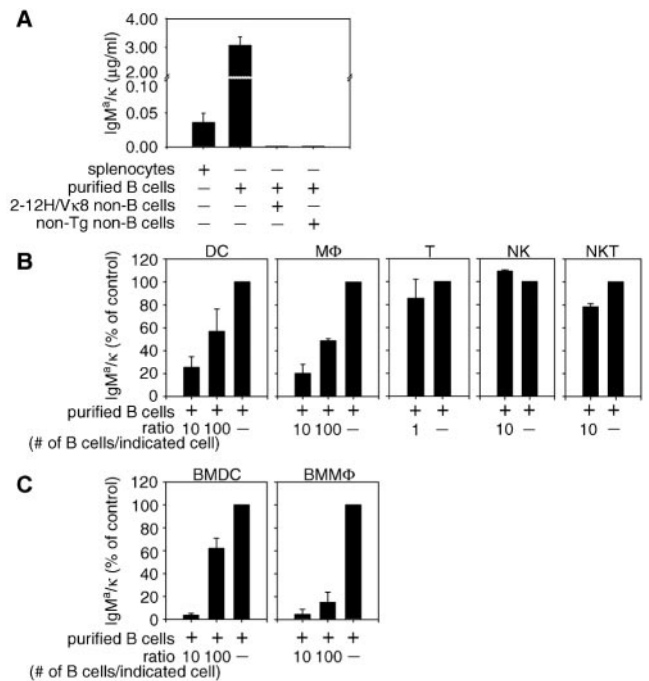 A
IgMᵃ/κ (µg/ml)
4.00
3.00
2.00
0.10
0.05
0.00
splenocytes + − − −
purified B cells − + + +
2-12H/Vκ8 non-B cells − − + −
non-Tg non-B cells − − − +
B
DC MΦ T NK NKT
IgMᵃ/κ (% of control)
120
100
80
60
40
20
0
purified B cells + + + + + + + + + + + +
ratio 10 100 − 10 100 − 1 − 10 − 10 −
(# of B cells/indicated cell)
C
BMDC BMMΦ
IgMᵃ/κ (% of control)
120
100
80
60
40
20
0
purified B cells + + + + + +
ratio 10 100 − 10 100 −
(# of B cells/indicated cell)